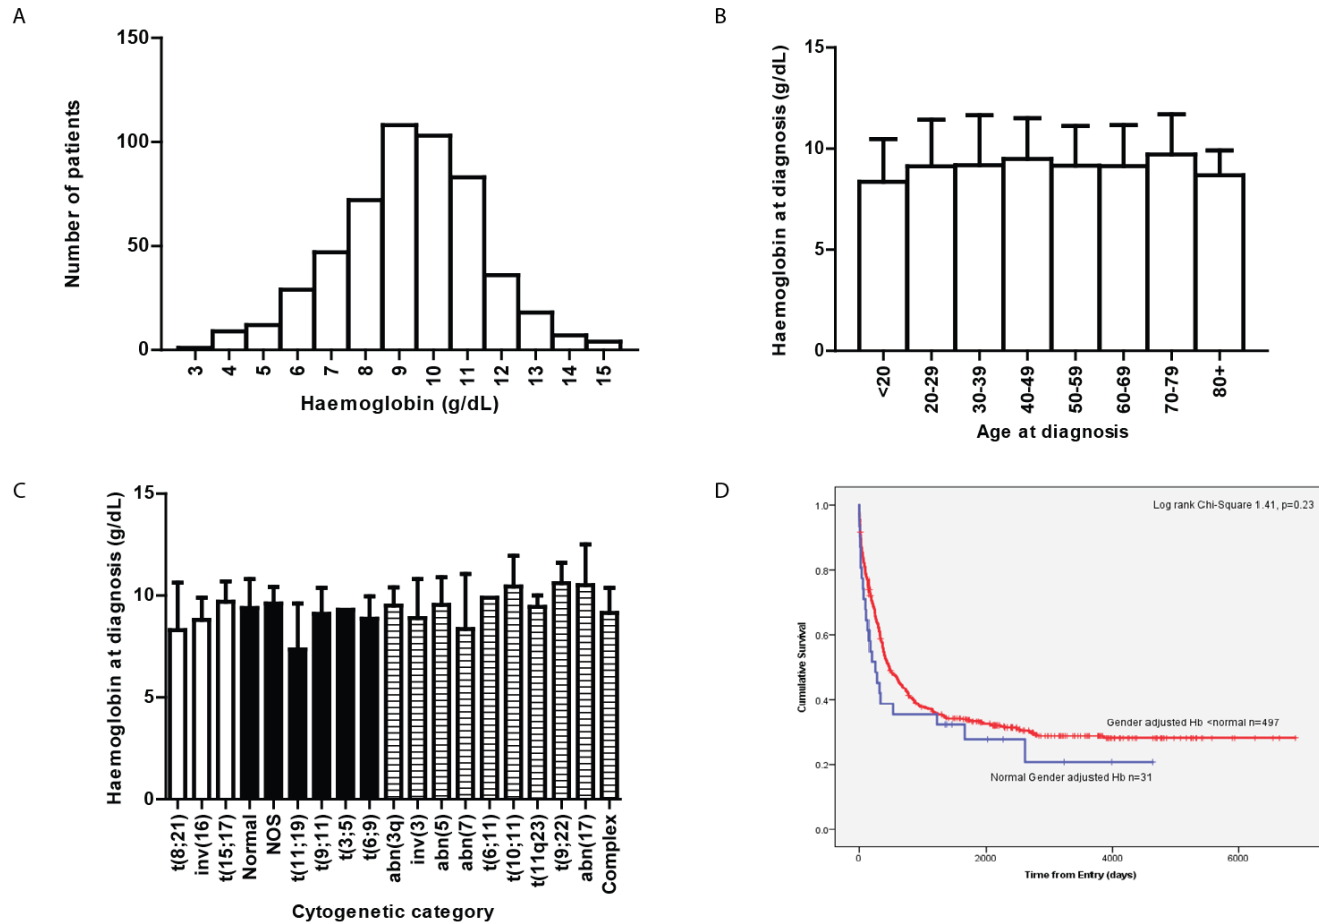 A
150
100
50
0
Number of patients
3 4 5 6 7 8 9 10 11 12 13 14 15
Haemoglobin (g/dL)
B
15
10
5
0
Haemoglobin at diagnosis (g/dL)
<20 20-29 30-39 40-49 50-59 60-69 70-79 80+
Age at diagnosis
C
15
10
5
0
Haemoglobin at diagnosis (g/dL)
t(8;21) inv(16) t(15;17) Normal NOS t(11;19) t(9;11) t(3;5) t(6;9) abn(3q) inv(3) abn(5) abn(7) t(6;11) t(10;11) t(11q23) t(9;22) abn(17) Complex
Cytogenetic category
D
Log rank Chi-Square 1.41, p=0.23
1.0
0.8
0.6
0.4
0.2
0.0
Cumulative Survival
Gender adjusted Hb <normal n=497
Normal Gender adjusted Hb n=31
0 2000 4000 6000
Time from Entry (days)